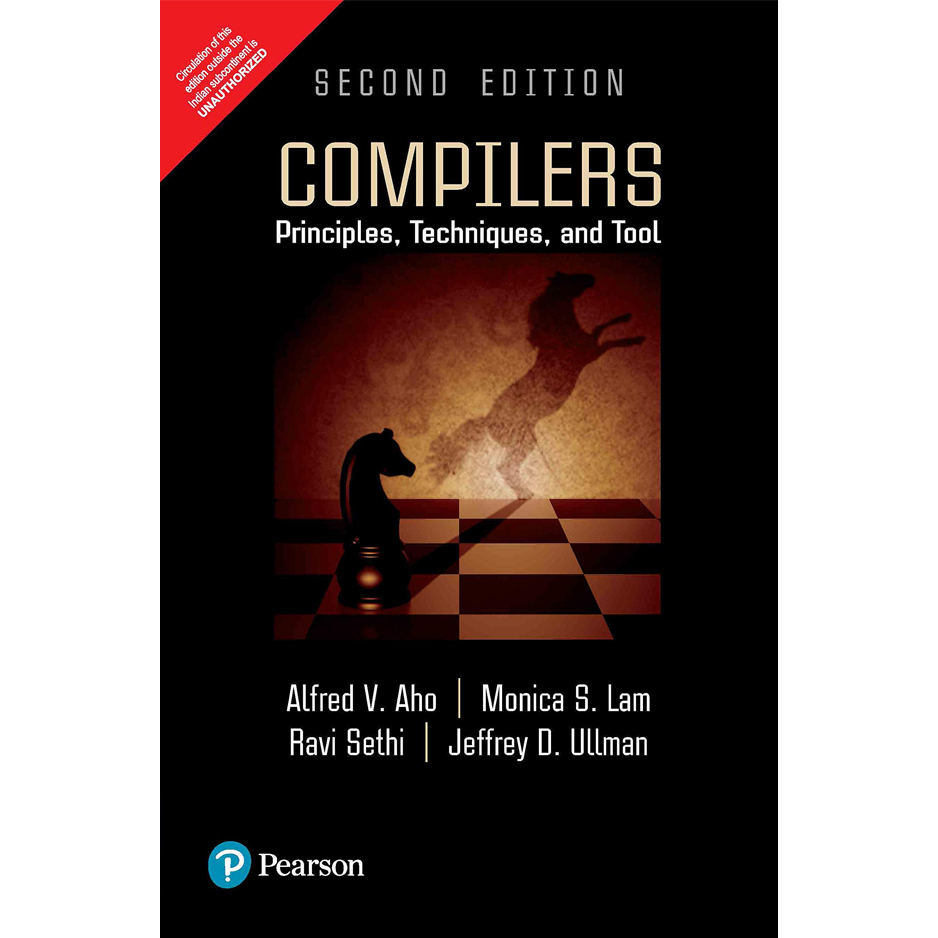 Circulation of this
edition outside the
Indian subcontinent is
UNAUTHORIZED
SECOND EDITION
COMPILERS
Principles, Techniques, and Tool
Alfred V. Aho | Monica S. Lam
Ravi Sethi | Jeffrey D. Ullman
P Pearson